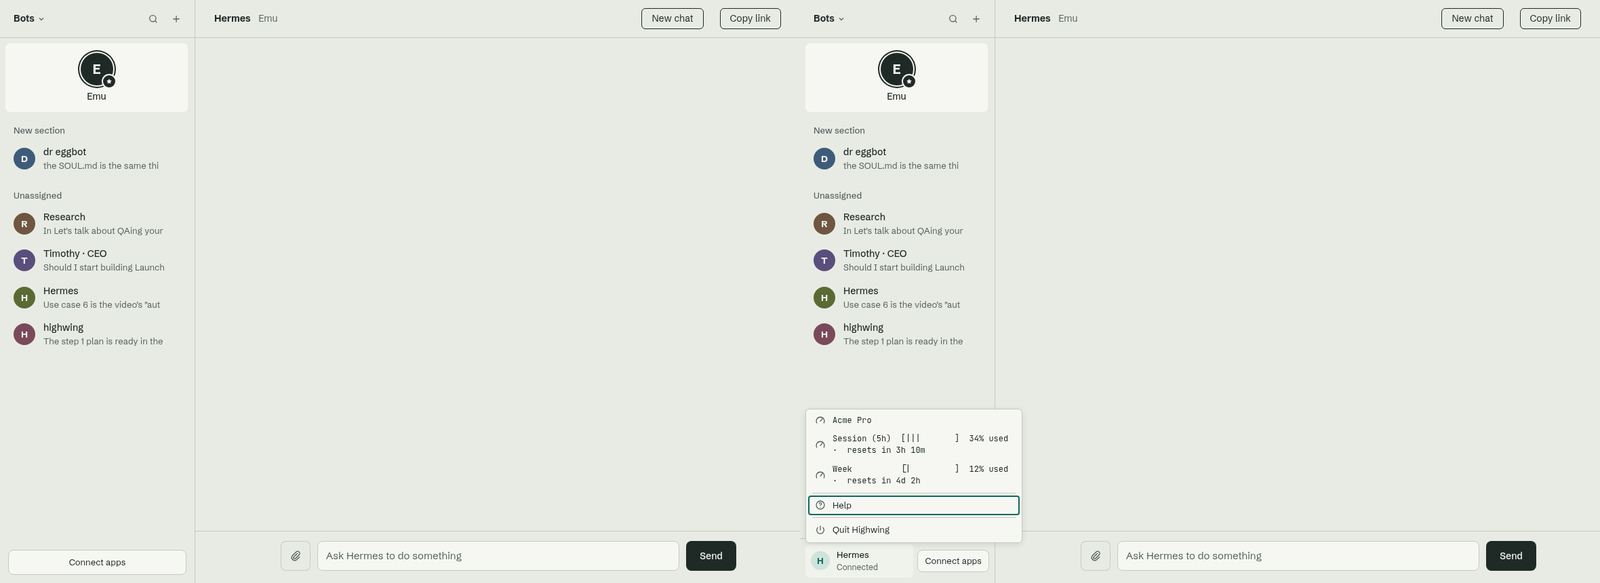 Bots
Hermes Emu
New chat
Copy link
E
Emu
New section
D
dr eggbot
the SOUL.md is the same thi
Unassigned
R
Research
In Let's talk about QAing your
T
Timothy · CEO
Should I start building Launch
H
Hermes
Use case 6 is the video's "aut
H
highwing
The step 1 plan is ready in the
Connect apps
Ask Hermes to do something
Send
Bots
Hermes Emu
New chat
Copy link
E
Emu
New section
D
dr eggbot
the SOUL.md is the same thi
Unassigned
R
Research
In Let's talk about QAing your
T
Timothy · CEO
Should I start building Launch
H
Hermes
Use case 6 is the video's "aut
H
highwing
The step 1 plan is ready in the
Acme Pro
Session (5h) [||| ] 34% used
· resets in 3h 10m
Week [| ] 12% used
· resets in 4d 2h
Help
Quit Highwing
H
Hermes
Connected
Connect apps
Ask Hermes to do something
Send